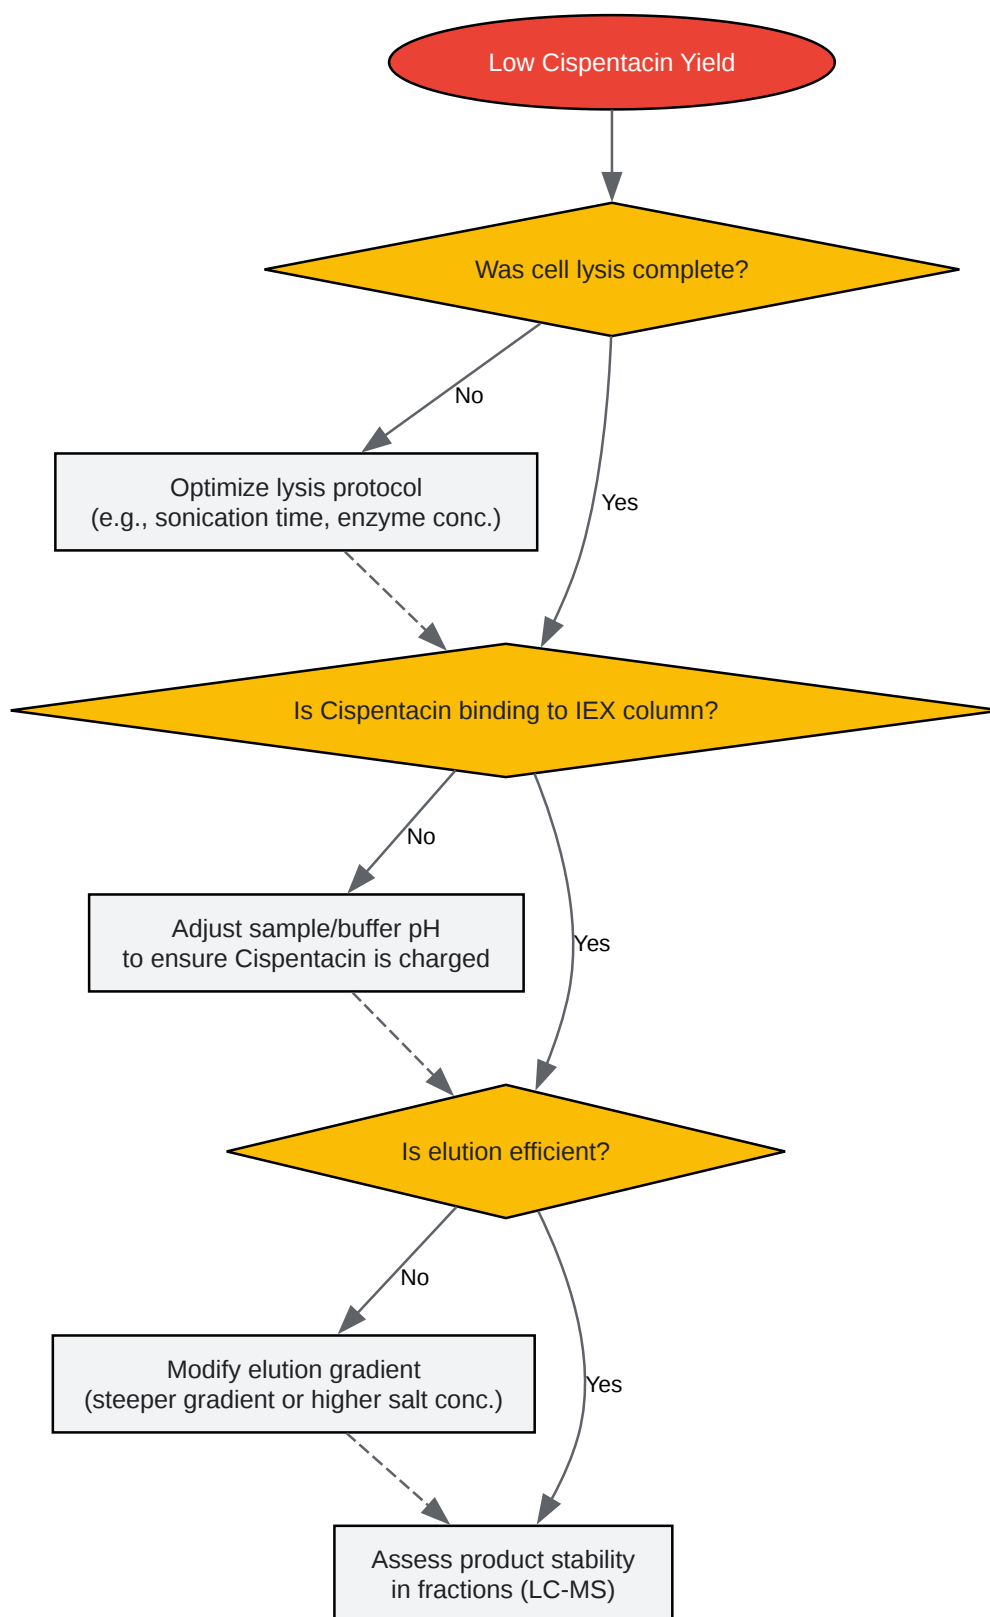 Low Cispentacin Yield
Was cell lysis complete?
No
Optimize lysis protocol
(e.g., sonication time, enzyme conc.)
Yes
Is Cispentacin binding to IEX column?
No
Adjust sample/buffer pH
to ensure Cispentacin is charged
Yes
Is elution efficient?
No
Modify elution gradient
(steeper gradient or higher salt conc.)
Yes
Assess product stability
in fractions (LC-MS)